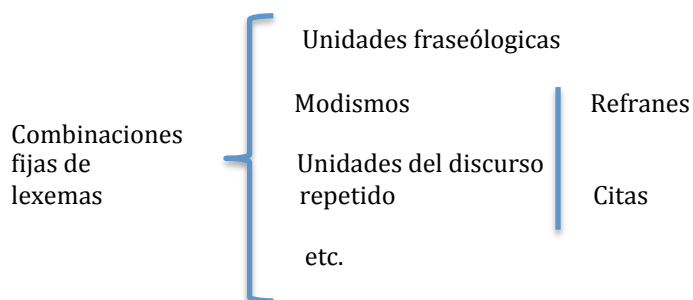 Unidades fraseólogicas
Modismos
Refranes
Combinaciones
fijas de
lexemas
Unidades del discurso
repetido
Citas
etc.